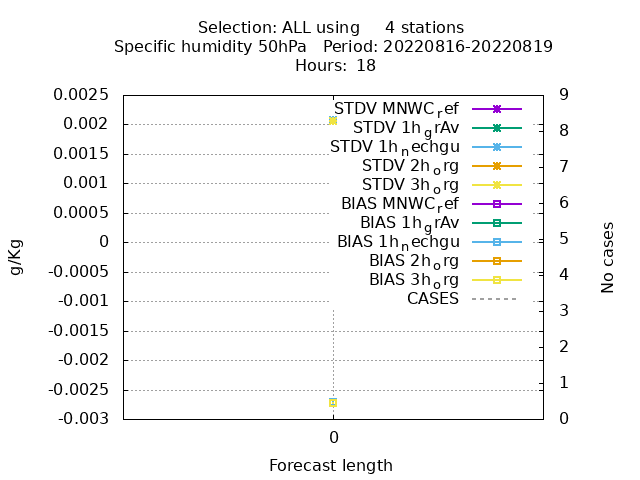 Selection: ALL using     4 stations
Specific humidity 50hPa   Period: 20220816-20220819
Hours: 18
0.0025
0.002
0.0015
0.001
0.0005
0
-0.0005
-0.001
-0.0015
-0.002
-0.0025
-0.003
g/Kg
STDV MNWC_ref
STDV 1h_grAv
STDV 1h_nechgu
STDV 2h_org
STDV 3h_org
BIAS MNWC_ref
BIAS 1h_grAv
BIAS 1h_nechgu
BIAS 2h_org
BIAS 3h_org
CASES
9
8
7
6
5
4
3
2
1
0
No cases
0
Forecast length